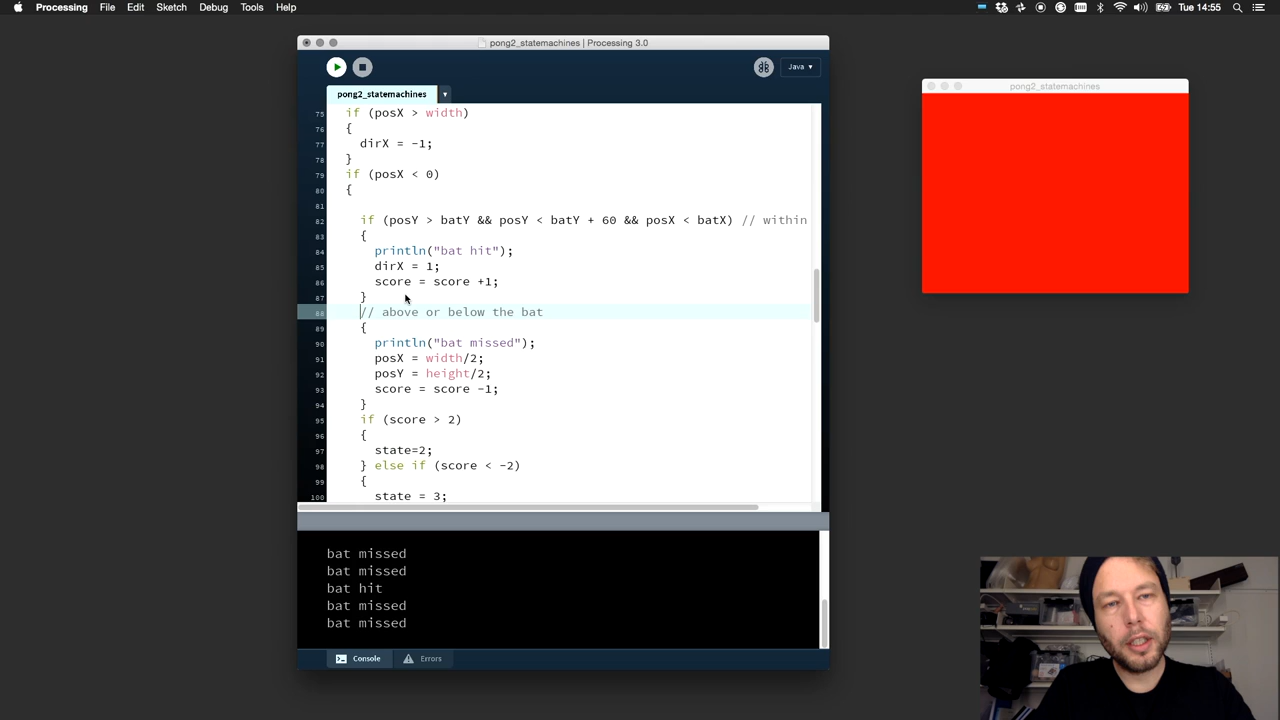 Processing File Edit Sketch Debug Tools Help Tue 14:55
pong2_statemachines | Processing 3.0
Java ▾
pong2_statemachines
pong2_statemachines
75 if (posX > width)
76 {
77 dirX = -1;
78 }
79 if (posX < 0)
80 {
81
82 if (posY > batY && posY < batY + 60 && posX < batX) // within
83 {
84 println("bat hit");
85 dirX = 1;
86 score = score +1;
87 }
88 // above or below the bat
89 {
90 println("bat missed");
91 posX = width/2;
92 posY = height/2;
93 score = score -1;
94 }
95 if (score > 2)
96 {
97 state=2;
98 } else if (score < -2)
99 {
100 state = 3;
bat missed
bat missed
bat hit
bat missed
bat missed
Console Errors